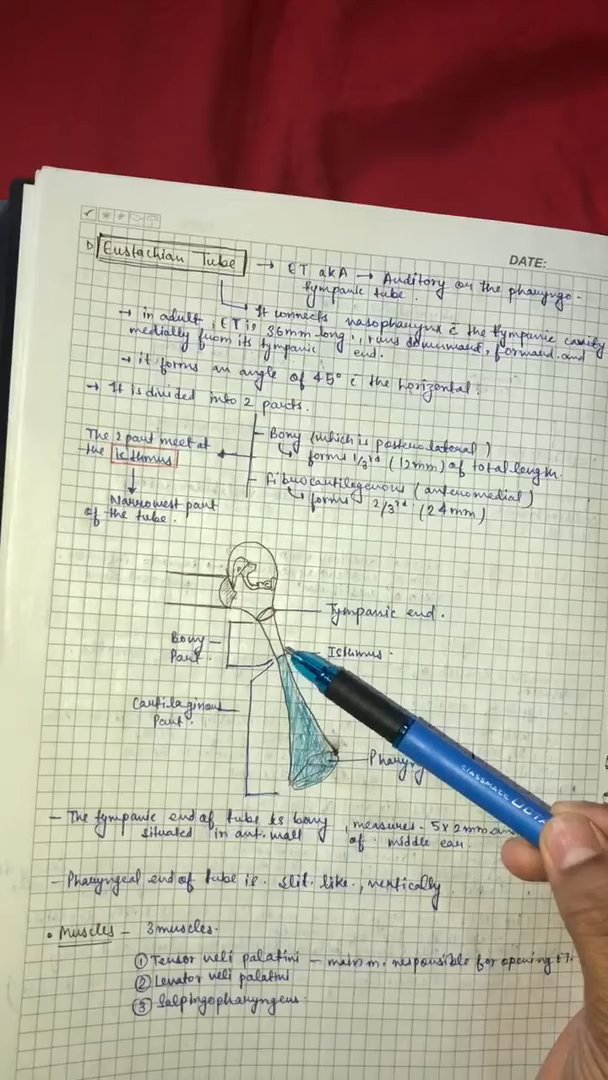 DATE:
D Eustachian Tube → ET aka → Auditory or the pharyngo-
tympanic tube.
It connects nasopharynx c̄ the tympanic cavity
→ in adult, ET is 36mm long, runs downward, forward and
medially from its tympanic end.
→ it forms an angle of 45° c̄ the horizontal.
→ It is divided into 2 parts.
Bony (which is posterolateral)
forms 1/3rd (12mm) of total length.
Fibrocartilagenous (anteromedial)
forms 2/3rd (24mm)
The 2 part meet at
the isthmus
Narrowest part
of the tube.
Tympanic end.
Bony
Part.
Isthmus.
Cartilaginous
Part.
CLASSMATE
- The tympanic end of tube is bony, measures - 5x2mm
situated in ant. wall of middle ear
- Pharyngeal end of tube is slit like, vertically
• Muscles - 3 muscles.
① Tensor veli palatini - main m. responsible for opening ET.
② Levator veli palatini
③ Salpingopharyngeus